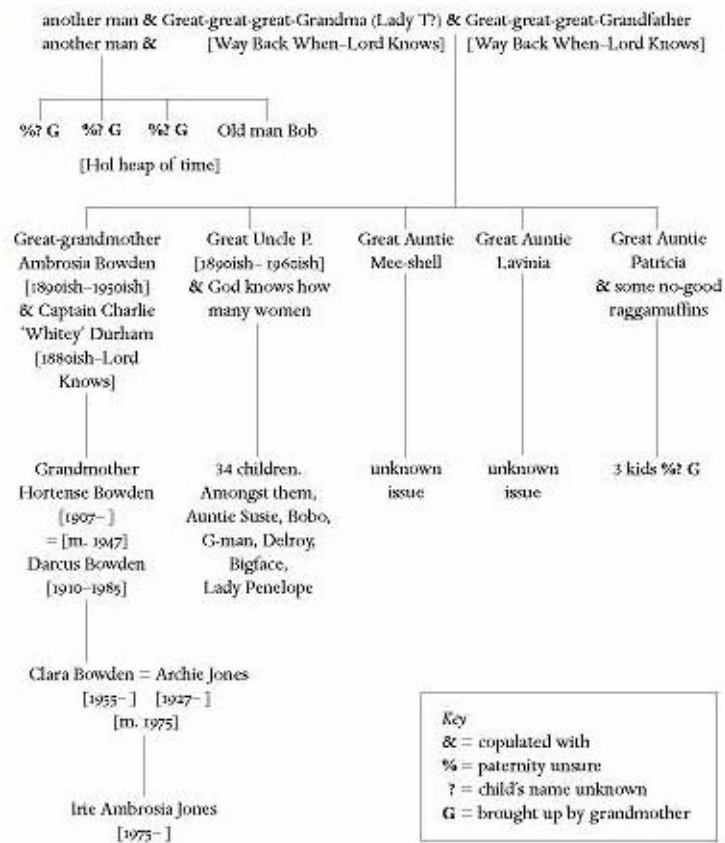 another man & Great-great-great-Grandma (Lady T?) & Great-great-great-Grandfather
another man & [Way Back When–Lord Knows] [Way Back When–Lord Knows]
%? G %? G %? G Old man Bob
[Hol heap of time]
Great-grandmother
Ambrosia Bowden
[1890ish–1950ish]
& Captain Charlie
'Whitey' Durham
[1880ish–Lord
Knows]
Great Uncle P.
[1890ish–1960ish]
& God knows how
many women
Great Auntie
Mee-shell
Great Auntie
Lavinia
Great Auntie
Patricia
& some no-good
raggamuffins
Grandmother
Hortense Bowden
[1907– ]
= [m. 1947]
Darcus Bowden
[1910–1985]
34 children.
Amongst them,
Auntie Susie, Bobo,
G-man, Delroy,
Bigface,
Lady Penelope
unknown
issue
unknown
issue
3 kids %? G
Clara Bowden = Archie Jones
[1955– ] [1927– ]
[m. 1975]
Irie Ambrosia Jones
[1975– ]
Key
& = copulated with
% = paternity unsure
? = child's name unknown
G = brought up by grandmother